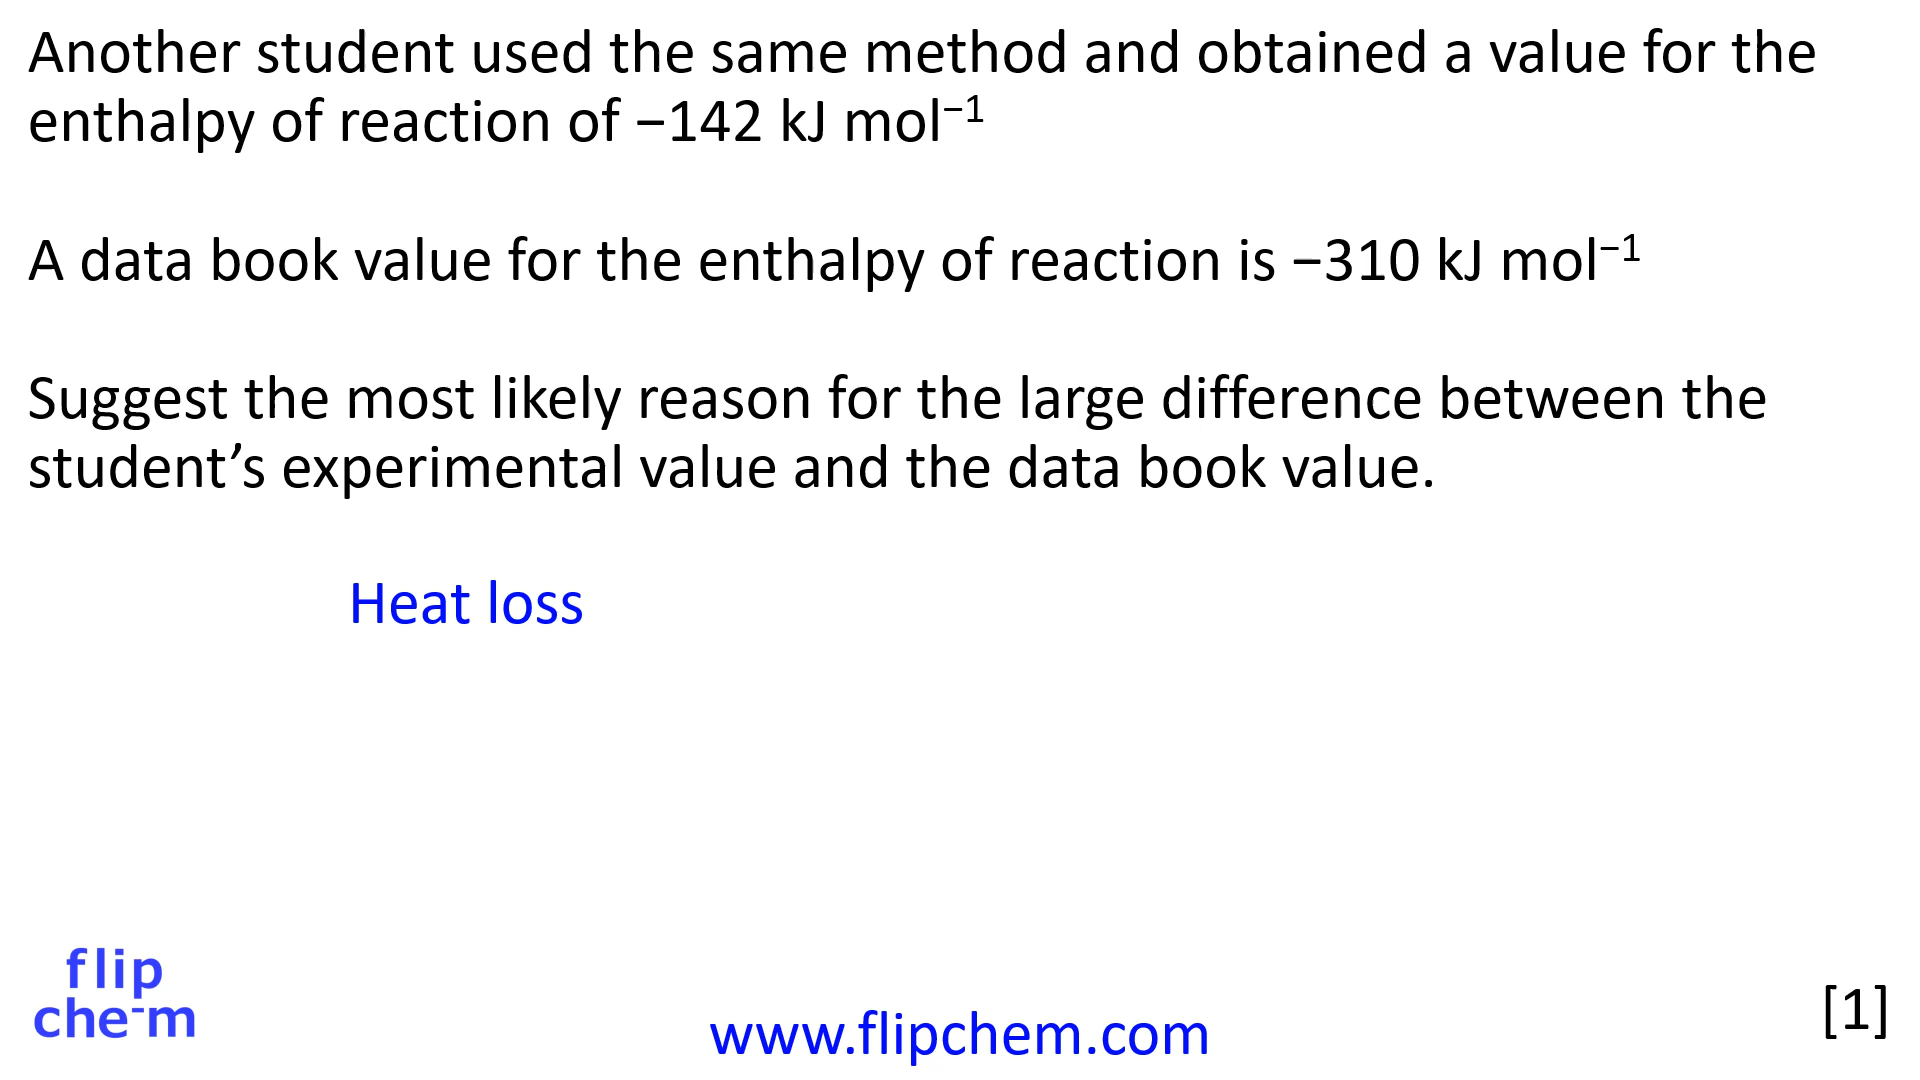 Another student used the same method and obtained a value for the
enthalpy of reaction of −142 kJ mol⁻¹
A data book value for the enthalpy of reaction is −310 kJ mol⁻¹
Suggest the most likely reason for the large difference between the
student’s experimental value and the data book value.
Heat loss
flip
che-m
www.flipchem.com
[1]